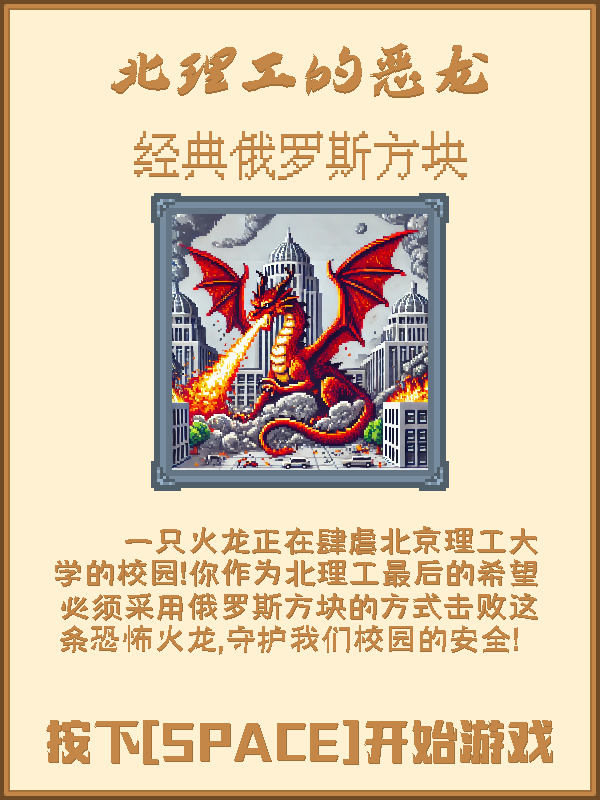 北理工的恶龙
经典俄罗斯方块
一只火龙正在肆虐北京理工大
学的校园!你作为北理工最后的希望
必须采用俄罗斯方块的方式击败这
条恐怖火龙,守护我们校园的安全!
按下[SPACE]开始游戏